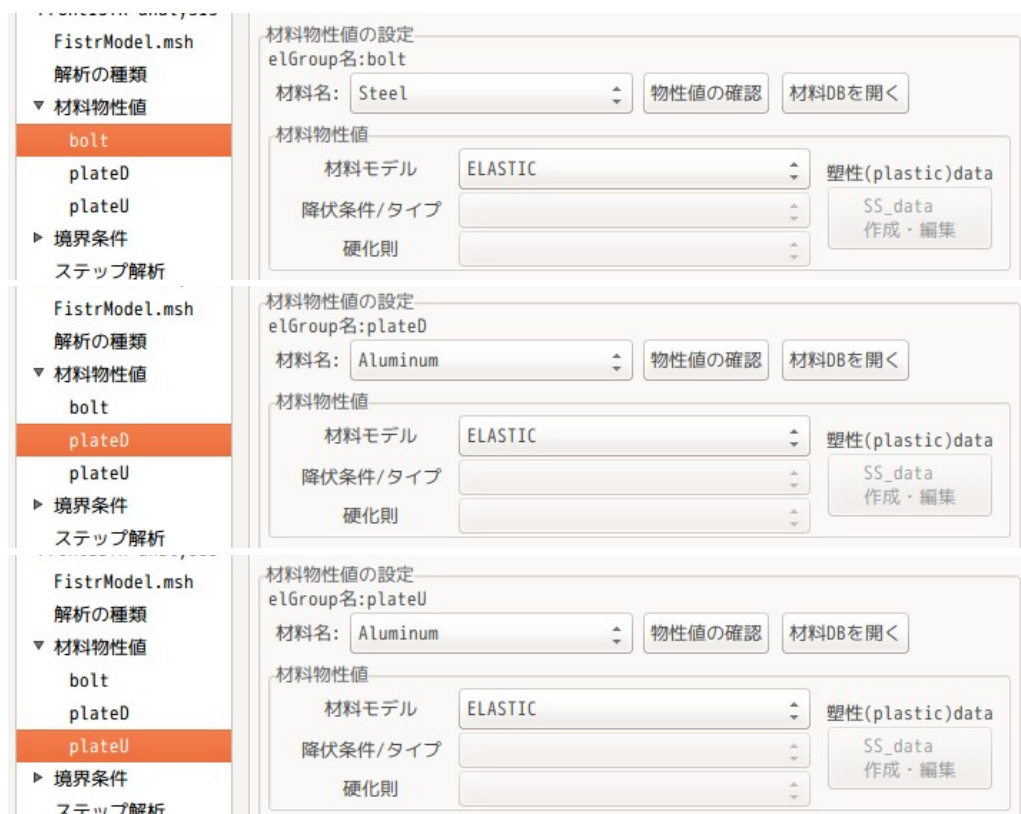 FistrModel.msh
解析の種類
材料物性値
bolt
plateD
plateU
境界条件
ステップ解析
材料物性値の設定
elGroup名:bolt
材料名: Steel 物性値の確認 材料DBを開く
材料物性値
材料モデル ELASTIC 塑性(plastic)data
降伏条件/タイプ SS_data
作成・編集
硬化則
FistrModel.msh
解析の種類
材料物性値
bolt
plateD
plateU
境界条件
ステップ解析
材料物性値の設定
elGroup名:plateD
材料名: Aluminum 物性値の確認 材料DBを開く
材料物性値
材料モデル ELASTIC 塑性(plastic)data
降伏条件/タイプ SS_data
作成・編集
硬化則
FistrModel.msh
解析の種類
材料物性値
bolt
plateD
plateU
境界条件
ステップ解析
材料物性値の設定
elGroup名:plateU
材料名: Aluminum 物性値の確認 材料DBを開く
材料物性値
材料モデル ELASTIC 塑性(plastic)data
降伏条件/タイプ SS_data
作成・編集
硬化則